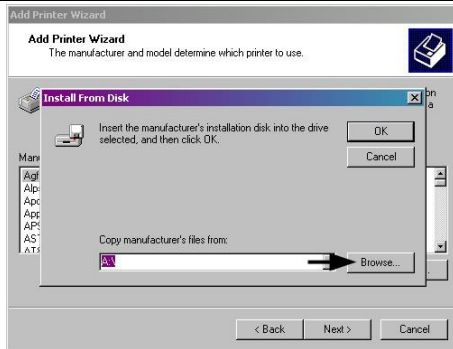 Add Printer Wizard
Add Printer Wizard
The manufacturer and model determine which printer to use.
Install From Disk
Insert the manufacturer's installation disk into the drive
selected, and then click OK.
OK
Cancel
Copy manufacturer's files from:
A:\
Browse...
< Back
Next >
Cancel